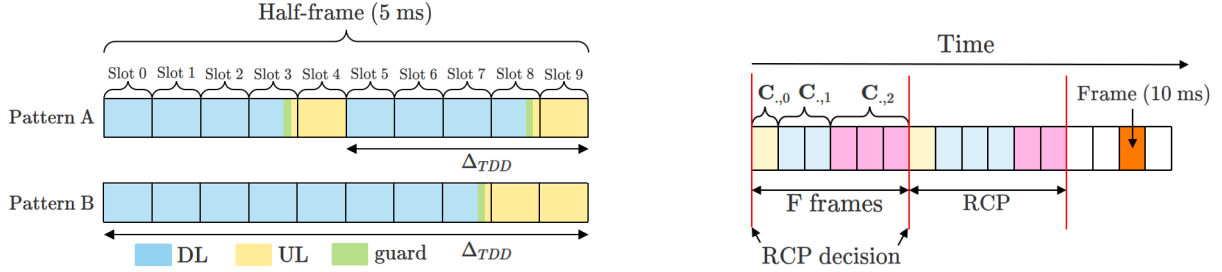 Half-frame (5 ms)
Slot 0 Slot 1 Slot 2 Slot 3 Slot 4 Slot 5 Slot 6 Slot 7 Slot 8 Slot 9
Pattern A
Δ_TDD
Pattern B
Δ_TDD
DL UL guard
Time
C.,0 C.,1 C.,2
Frame (10 ms)
F frames RCP
RCP decision